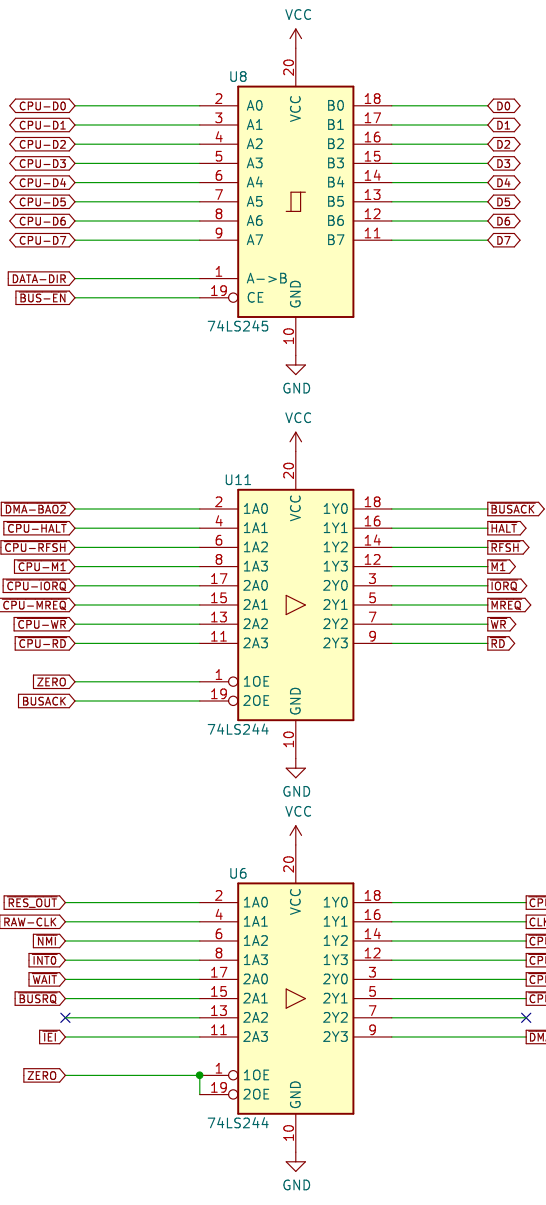 VCC
20
U8
CPU-D0 2 A0 VCC B0 18 D0
CPU-D1 3 A1 B1 17 D1
CPU-D2 4 A2 B2 16 D2
CPU-D3 5 A3 B3 15 D3
CPU-D4 6 A4 B4 14 D4
CPU-D5 7 A5 B5 13 D5
CPU-D6 8 A6 B6 12 D6
CPU-D7 9 A7 B7 11 D7
DATA-DIR 1 A->B
BUS-EN 19 CE GND
74LS245 10
GND
VCC
20
U11
DMA-BAO2 2 1A0 VCC 1Y0 18 BUSACK
CPU-HALT 4 1A1 1Y1 16 HALT
CPU-RFSH 6 1A2 1Y2 14 RFSH
CPU-M1 8 1A3 1Y3 12 M1
CPU-IORQ 17 2A0 2Y0 3 IORQ
CPU-MREQ 15 2A1 2Y1 5 MREQ
CPU-WR 13 2A2 2Y2 7 WR
CPU-RD 11 2A3 2Y3 9 RD
ZERO 1 1OE
BUSACK 19 2OE GND
74LS244 10
GND
VCC
20
U6
RES_OUT 2 1A0 VCC 1Y0 18 CP
RAW-CLK 4 1A1 1Y1 16 CL
NMI 6 1A2 1Y2 14 CP
INT0 8 1A3 1Y3 12 CP
WAIT 17 2A0 2Y0 3 CP
BUSRQ 15 2A1 2Y1 5 CP
13 2A2 2Y2 7
IEI 11 2A3 2Y3 9 DM
ZERO 1 1OE
19 2OE GND
74LS244 10
GND